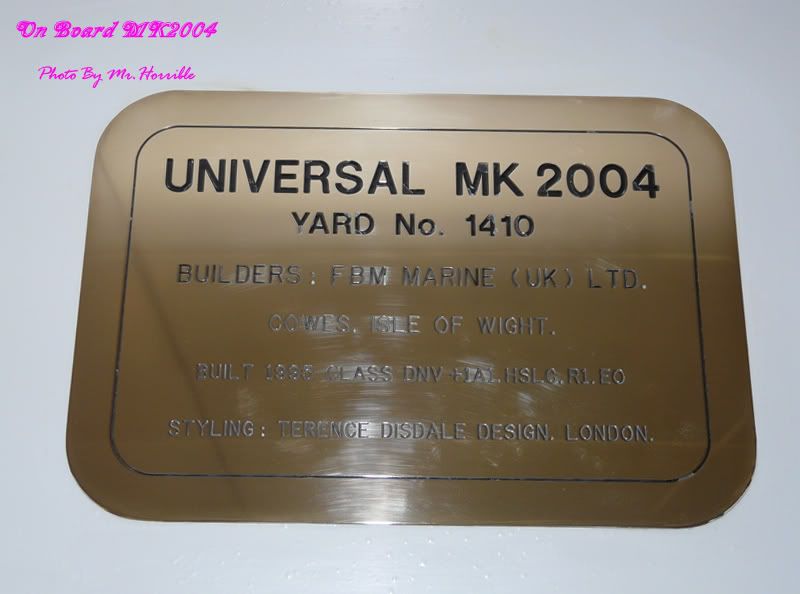 On Board MK2004
Photo By Mr.Horrible
UNIVERSAL MK 2004
YARD No. 1410
BUILDERS: FBM MARINE (UK) LTD.
COWES, ISLE OF WIGHT.
BUILT 1995 CLASS DNV +1A1.HSLC.R1.EO
STYLING: TERENCE DISDALE DESIGN. LONDON.